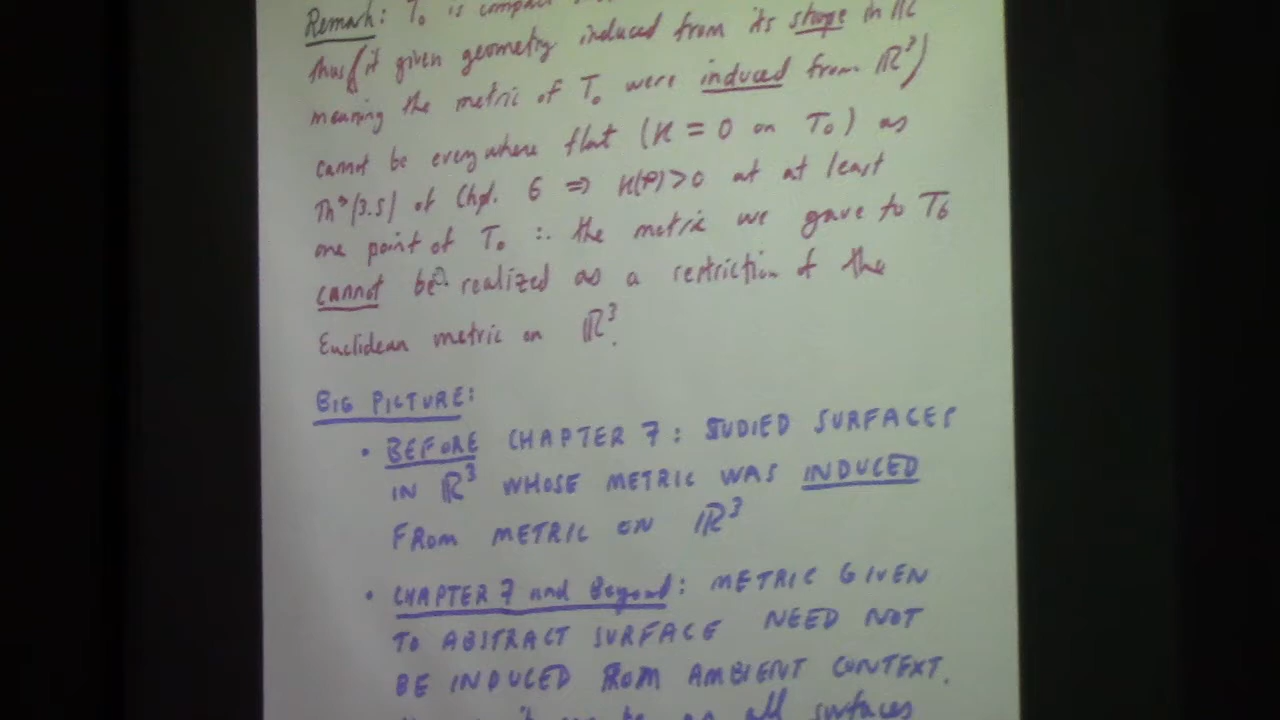 Remark: T₀ is compact
thus (if given geometry induced from its shape in ℝ
meaning the metric of T₀ were induced from ℝ³)
cannot be everywhere flat (K = 0 on T₀) as
Thᵐ (3.5) of Chpt. 6 ⇒ K(P) > 0 at at least
one point of T₀ ∴ the metric we gave to T₀
cannot be realized as a restriction of the
Euclidean metric on ℝ³.
BIG PICTURE:
• BEFORE CHAPTER 7: STUDIED SURFACES
IN ℝ³ WHOSE METRIC WAS INDUCED
FROM METRIC ON ℝ³
• CHAPTER 7 and Beyond: METRIC GIVEN
TO ABSTRACT SURFACE NEED NOT
BE INDUCED FROM AMBIENT CONTEXT.
all surfaces